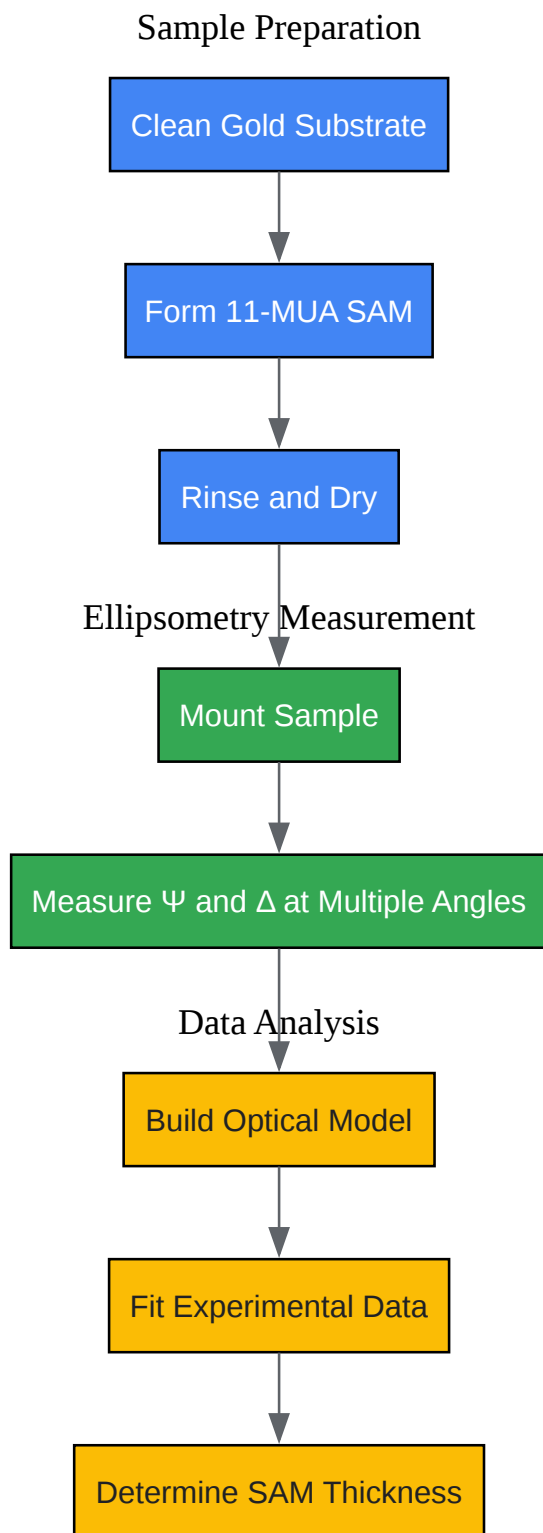 Sample Preparation
Clean Gold Substrate
Form 11-MUA SAM
Rinse and Dry
Ellipsometry Measurement
Mount Sample
Measure Ψ and Δ at Multiple Angles
Data Analysis
Build Optical Model
Fit Experimental Data
Determine SAM Thickness